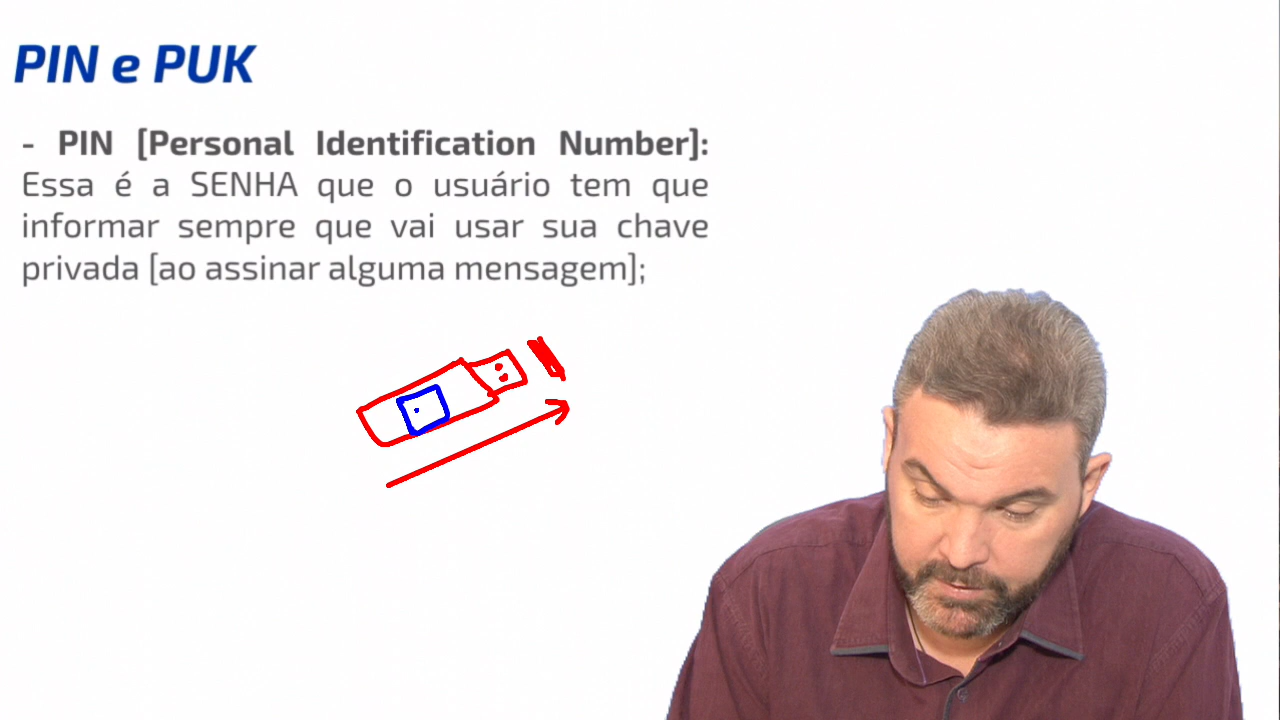 PIN e PUK
- PIN [Personal Identification Number]:
Essa é a SENHA que o usuário tem que
informar sempre que vai usar sua chave
privada [ao assinar alguma mensagem];